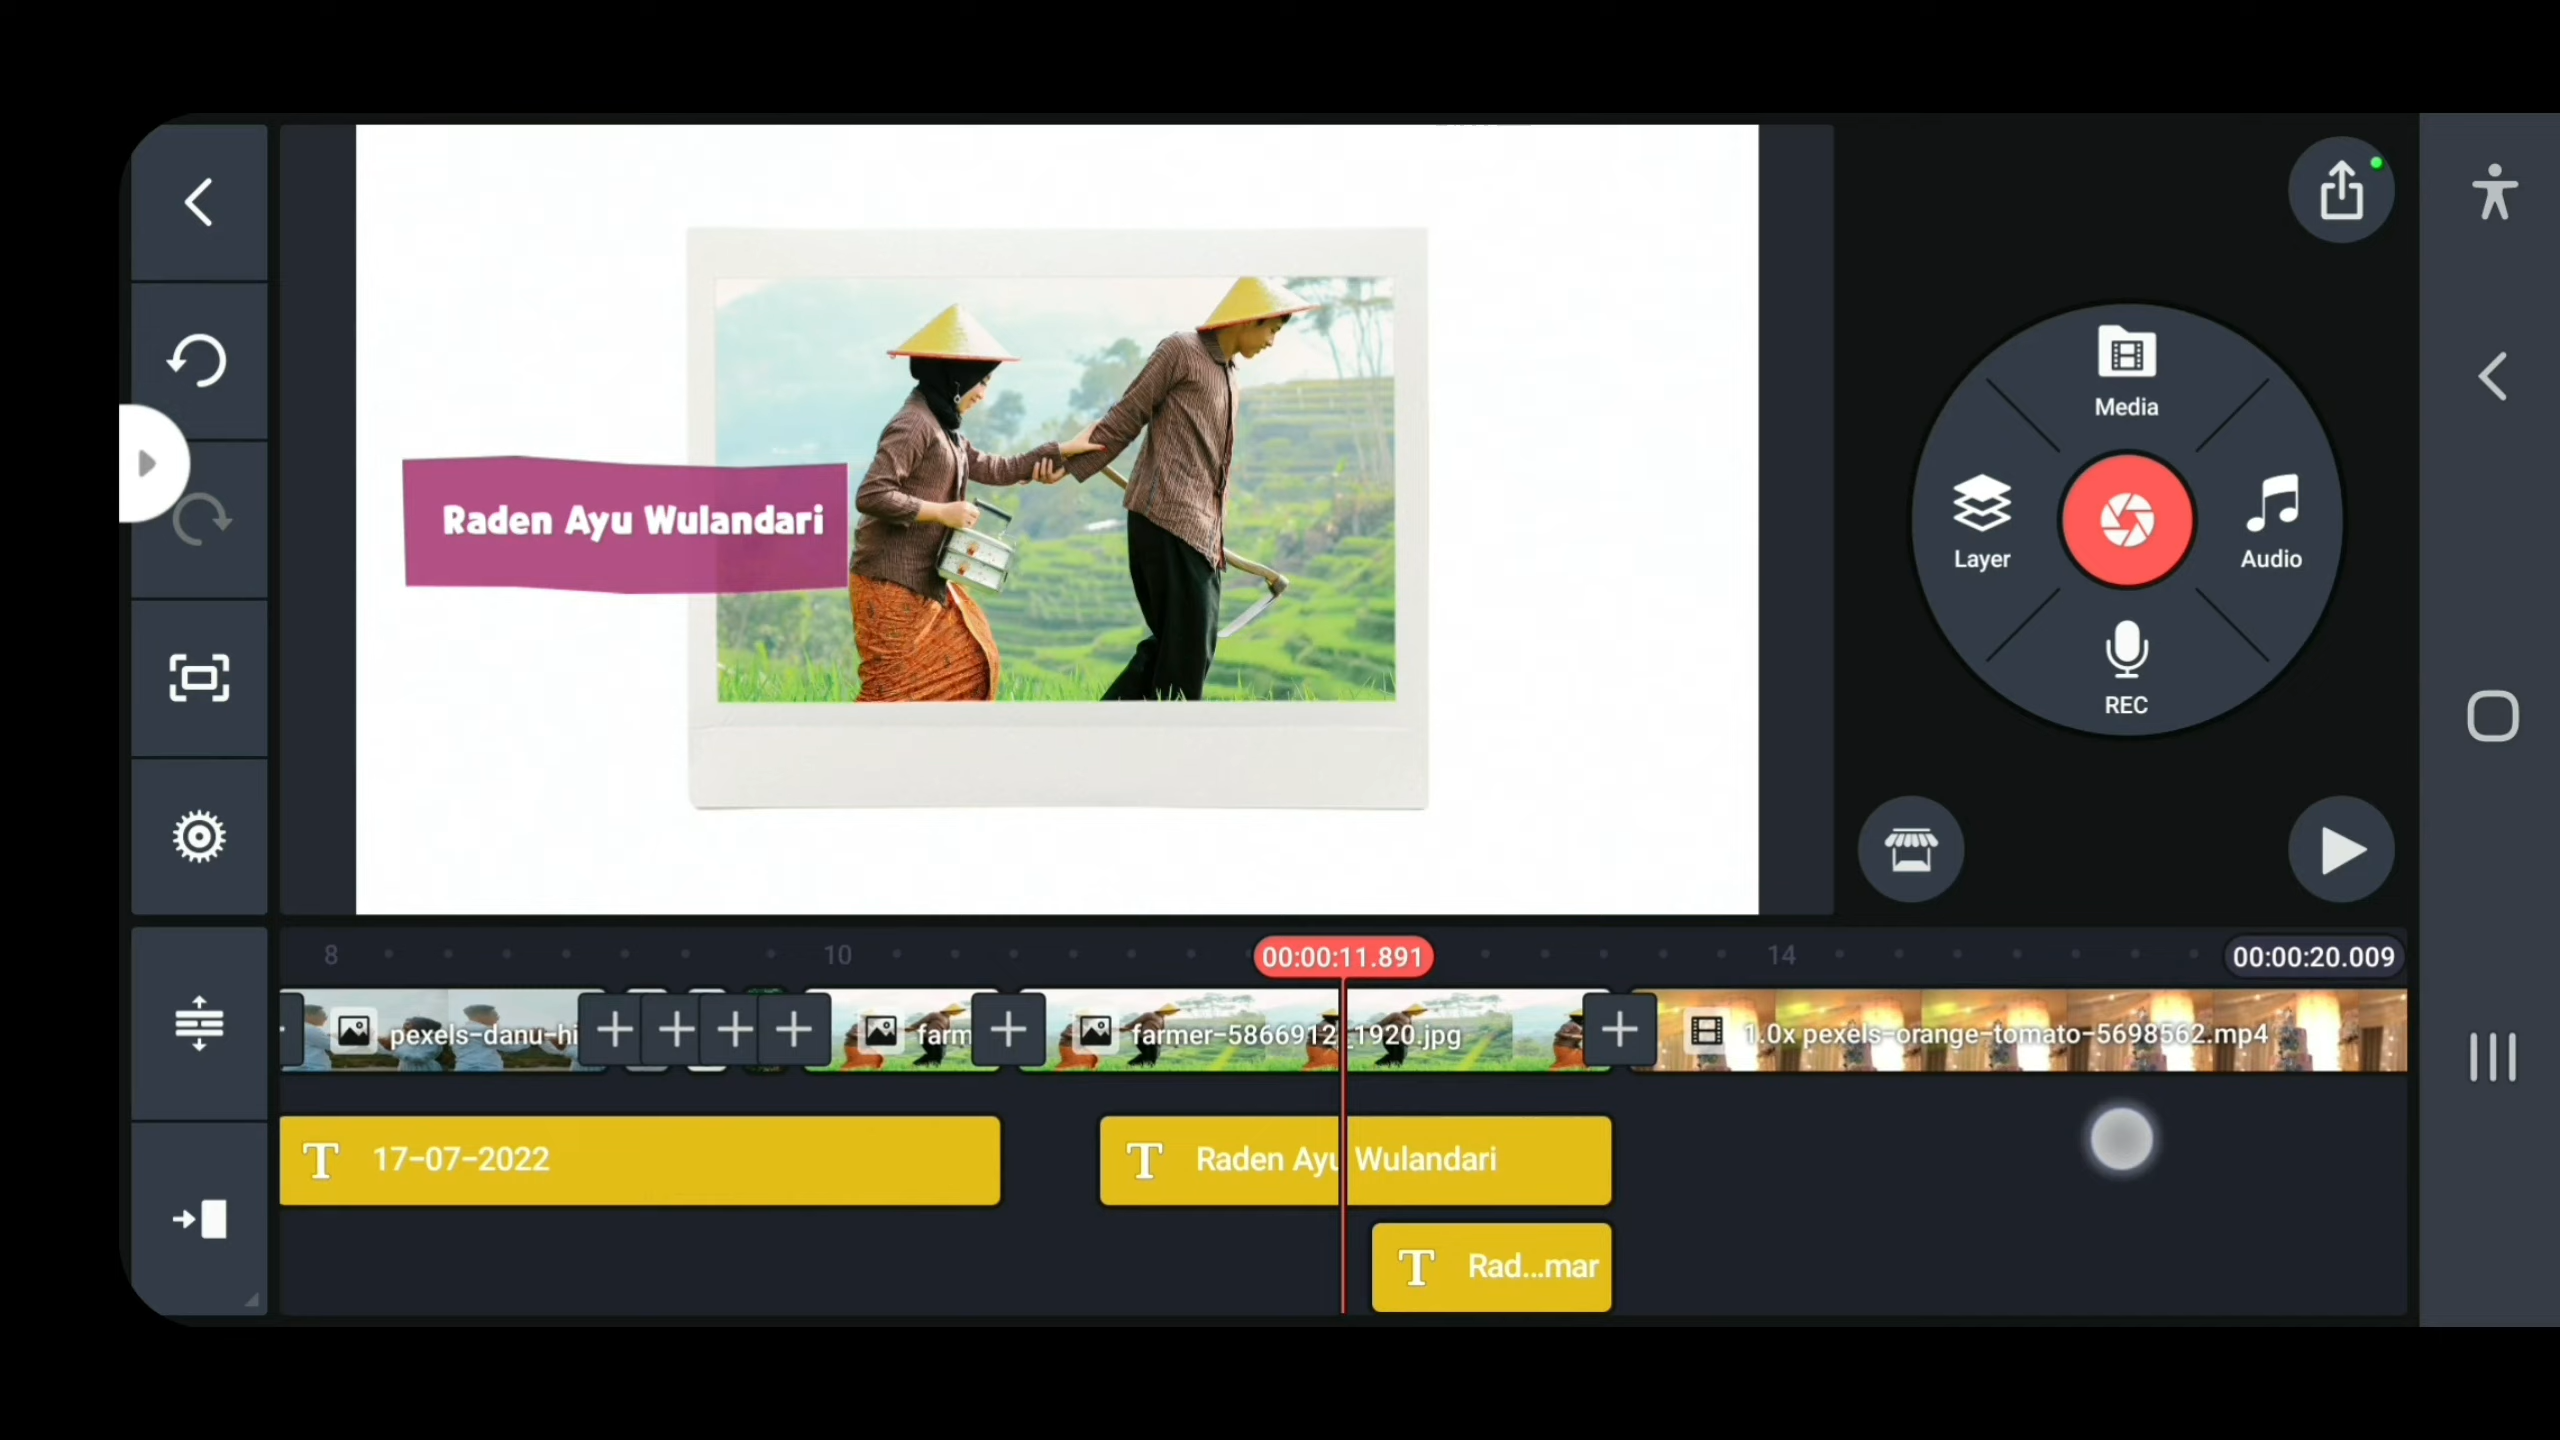 Raden Ayu Wulandari
Media
Layer
Audio
REC
8
10
00:00:11.891
14
00:00:20.009
pexels-danu-hi
farm
farmer-5866912_1920.jpg
1.0x pexels-orange-tomato-5698562.mp4
T 17-07-2022
T Raden Ayu Wulandari
T Rad...mar